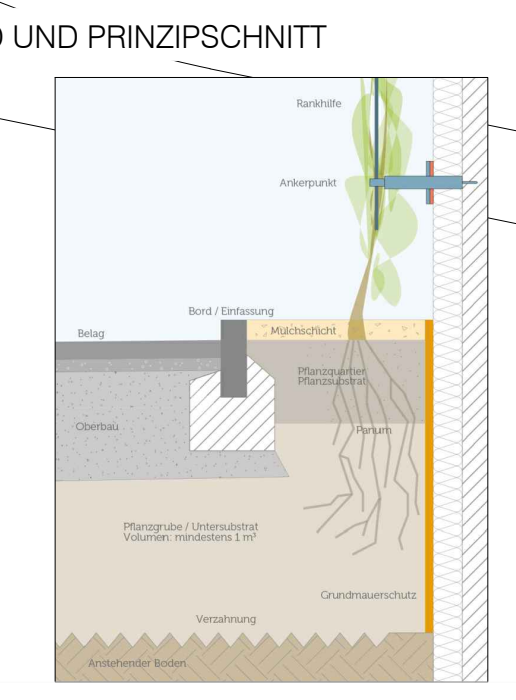 UND PRINZIPSCHNITT
Rankhilfe
Ankerpunkt
Bord / Einfassung
Mulchschicht
Belag
Pflanzquartier
Pflanzsubstrat
Oberbau
Planum
Pflanzgrube / Untersubstrat
Volumen: mindestens 1 m³
Grundmauerschutz
Verzahnung
Anstehender Boden